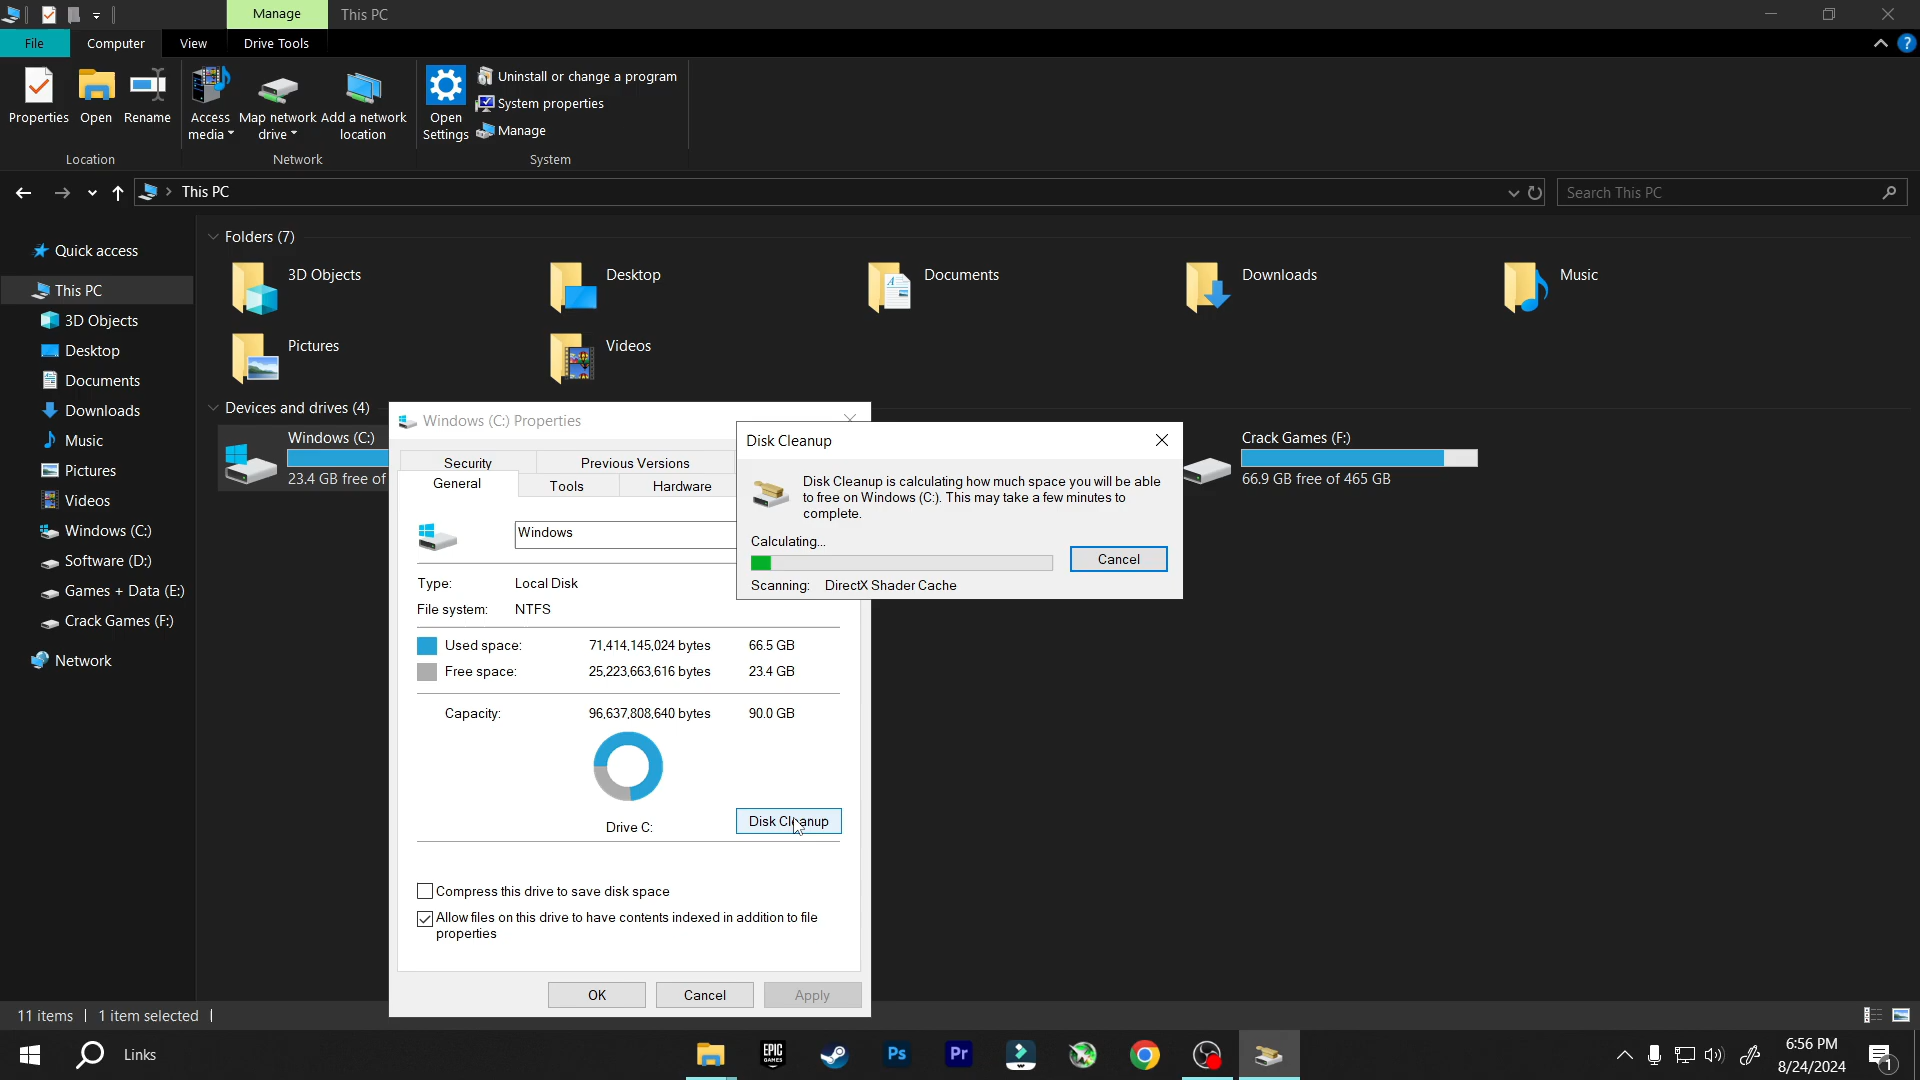 Manage
This PC
File
Computer
View
Drive Tools
Properties
Open
Rename
Access
media
Map network
drive
Add a network
location
Open
Settings
Uninstall or change a program
System properties
Manage
Location
Network
System
This PC
Search This PC
Quick access
This PC
3D Objects
Desktop
Documents
Downloads
Music
Pictures
Videos
Windows (C:)
Software (D:)
Games + Data (E:)
Crack Games (F:)
Network
Folders (7)
3D Objects
Desktop
Documents
Downloads
Music
Pictures
Videos
Devices and drives (4)
Windows (C:)
23.4 GB free of
Crack Games (F:)
66.9 GB free of 465 GB
Windows (C:) Properties
Security
Previous Versions
General
Tools
Hardware
Windows
Type:
Local Disk
File system:
NTFS
Used space:
71,414,145,024 bytes
66.5 GB
Free space:
25,223,663,616 bytes
23.4 GB
Capacity:
96,637,808,640 bytes
90.0 GB
Drive C:
Disk Cleanup
Compress this drive to save disk space
Allow files on this drive to have contents indexed in addition to file
properties
OK
Cancel
Apply
Disk Cleanup
Disk Cleanup is calculating how much space you will be able
to free on Windows (C:). This may take a few minutes to
complete.
Calculating...
Cancel
Scanning:
DirectX Shader Cache
11 items
1 item selected
Links
EPIC
GAMES
Ps
Pr
6:56 PM
8/24/2024
1